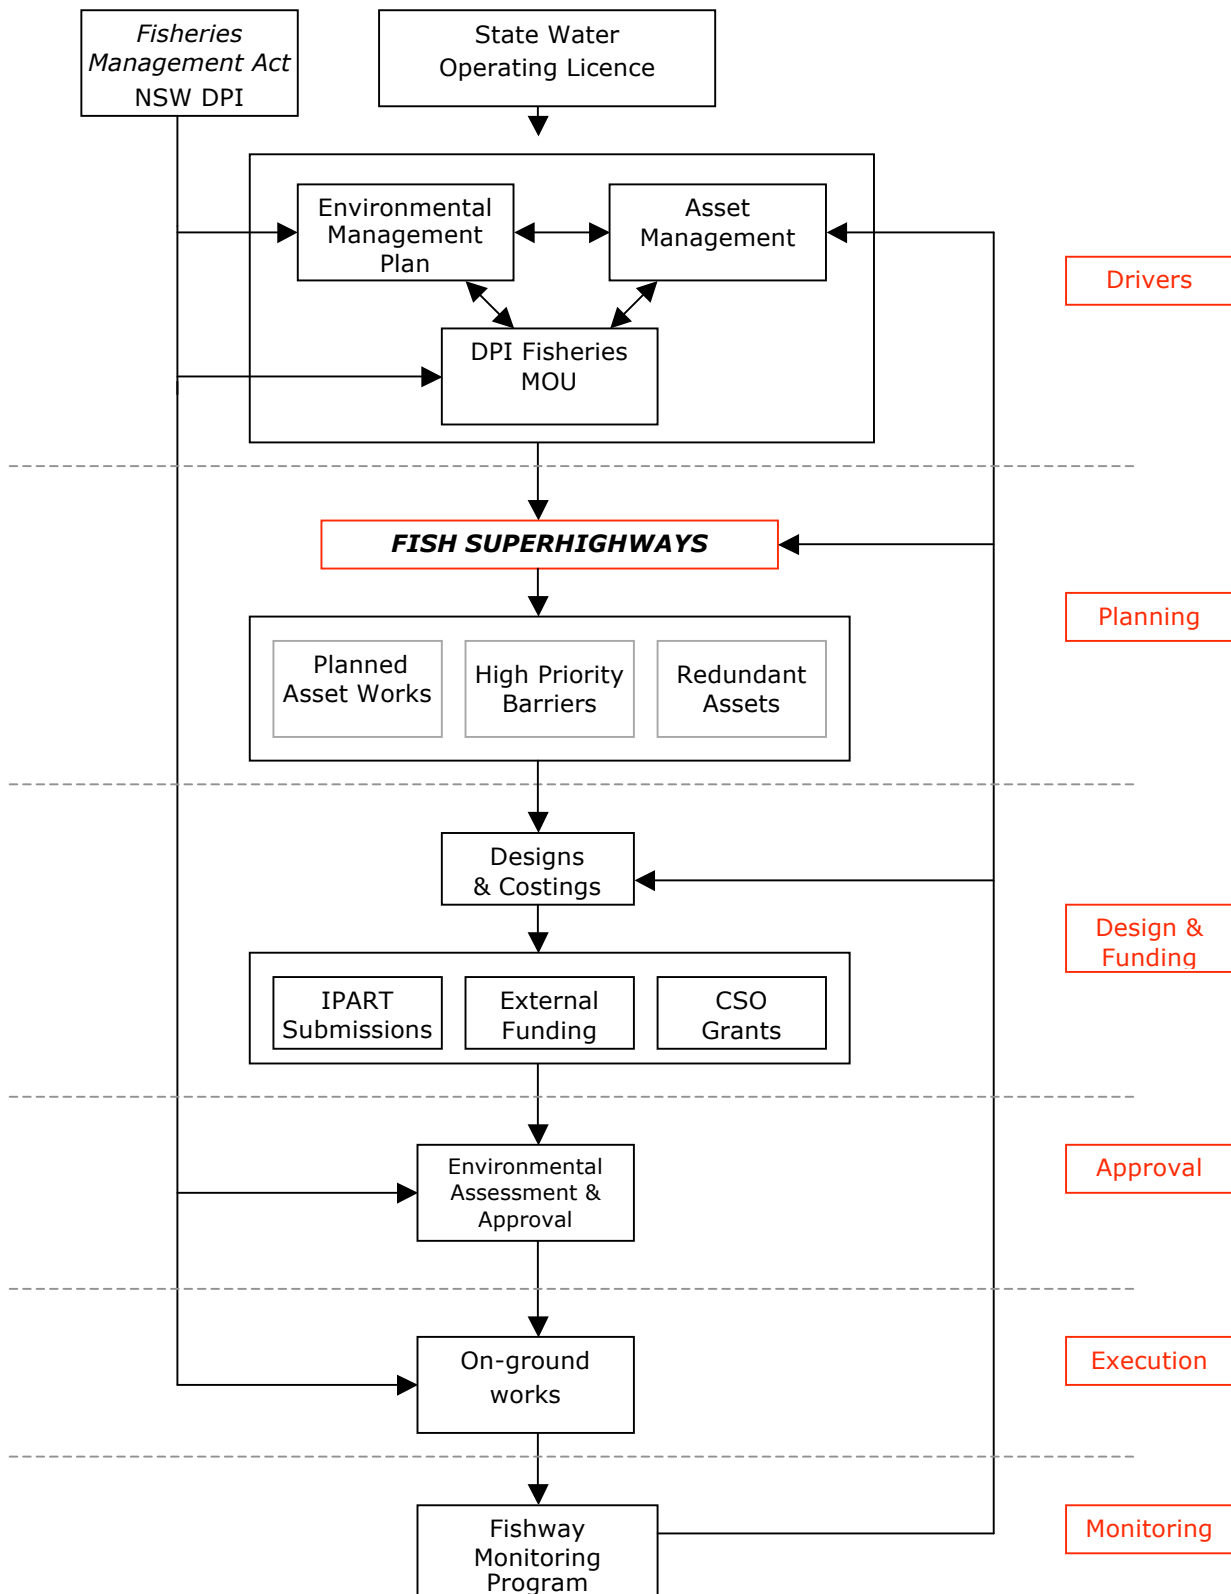 Fisheries
Management Act
NSW DPI
State Water
Operating Licence
Environmental
Management
Plan
Asset
Management
Drivers
DPI Fisheries
MOU
FISH SUPERHIGHWAYS
Planning
Planned
Asset Works
High Priority
Barriers
Redundant
Assets
Designs
& Costings
Design &
Funding
IPART
Submissions
External
Funding
CSO
Grants
Environmental
Assessment &
Approval
Approval
On-ground
works
Execution
Fishway
Monitoring
Program
Monitoring